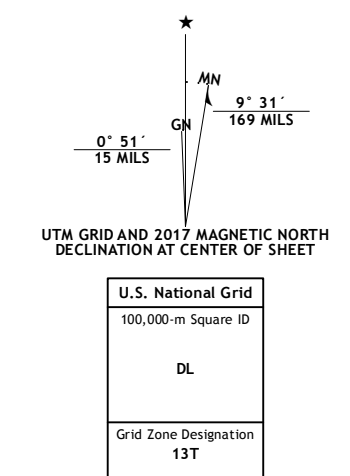 ★
MN
9° 31´
169 MILS
GN
0° 51´
15 MILS
UTM GRID AND 2017 MAGNETIC NORTH
DECLINATION AT CENTER OF SHEET
U.S. National Grid
100,000-m Square ID
DL
Grid Zone Designation
13T